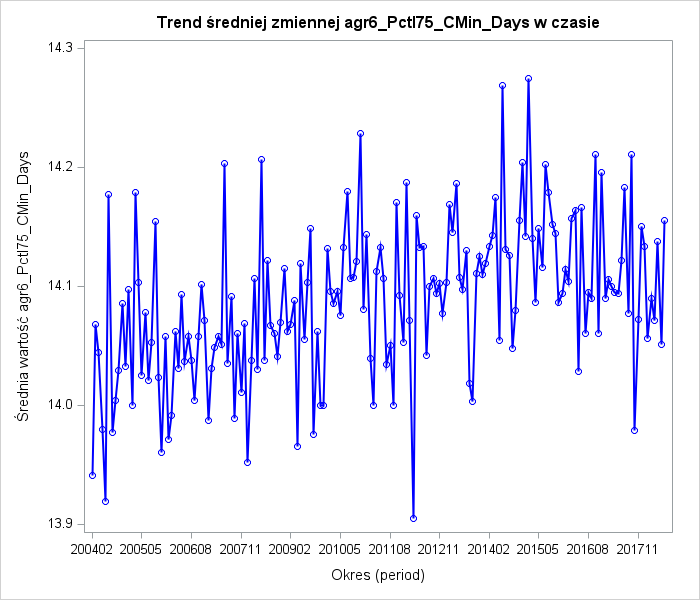 Trend średniej zmiennej agr6_Pctl75_CMin_Days w czasie
Średnia wartość agr6_Pctl75_CMin_Days
14.3
14.2
14.1
14.0
13.9
200402 200505 200608 200711 200902 201005 201108 201211 201402 201505 201608 201711
Okres (period)